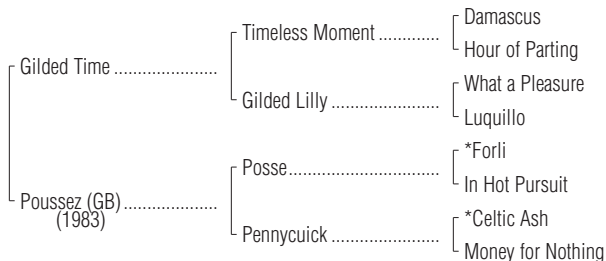 Damascus
Timeless Moment .............
Hour of Parting
Gilded Time ......................
What a Pleasure
Gilded Lilly .......................
Luquillo
*Forli
Posse................................
In Hot Pursuit
Poussez (GB) ....................
(1983)
*Celtic Ash
Pennycuick .......................
Money for Nothing